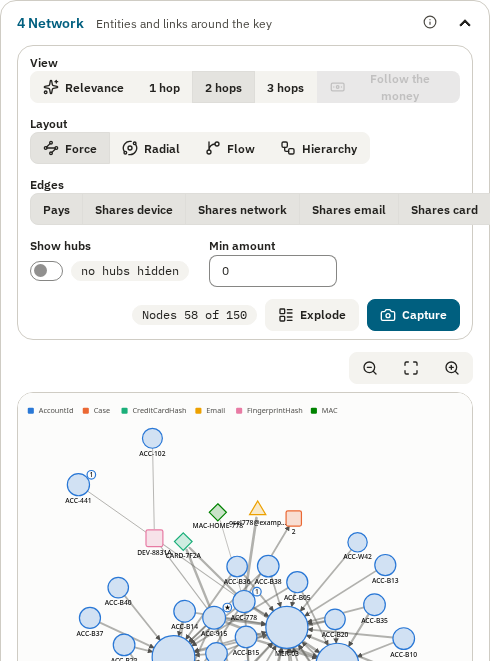 4 Network Entities and links around the key
View
Relevance 1 hop 2 hops 3 hops Follow the money
Layout
Force Radial Flow Hierarchy
Edges
Pays Shares device Shares network Shares email Shares card
Show hubs Min amount
no hubs hidden 0
Nodes 58 of 150 Explode Capture
AccountId Case CreditCardHash Email FingerprintHash MAC
ACC-102
1
ACC-441
MAC-HOME-778
2
DEV-8831
CARD-7F2A
ACC-W42
ACC-B13
ACC-B36 ACC-B38
ACC-B05
ACC-B40
1
ACC-778
ACC-B35
ACC-B14
ACC-915
ACC-B20
ACC-B37
ACC-B15
ACC-B10